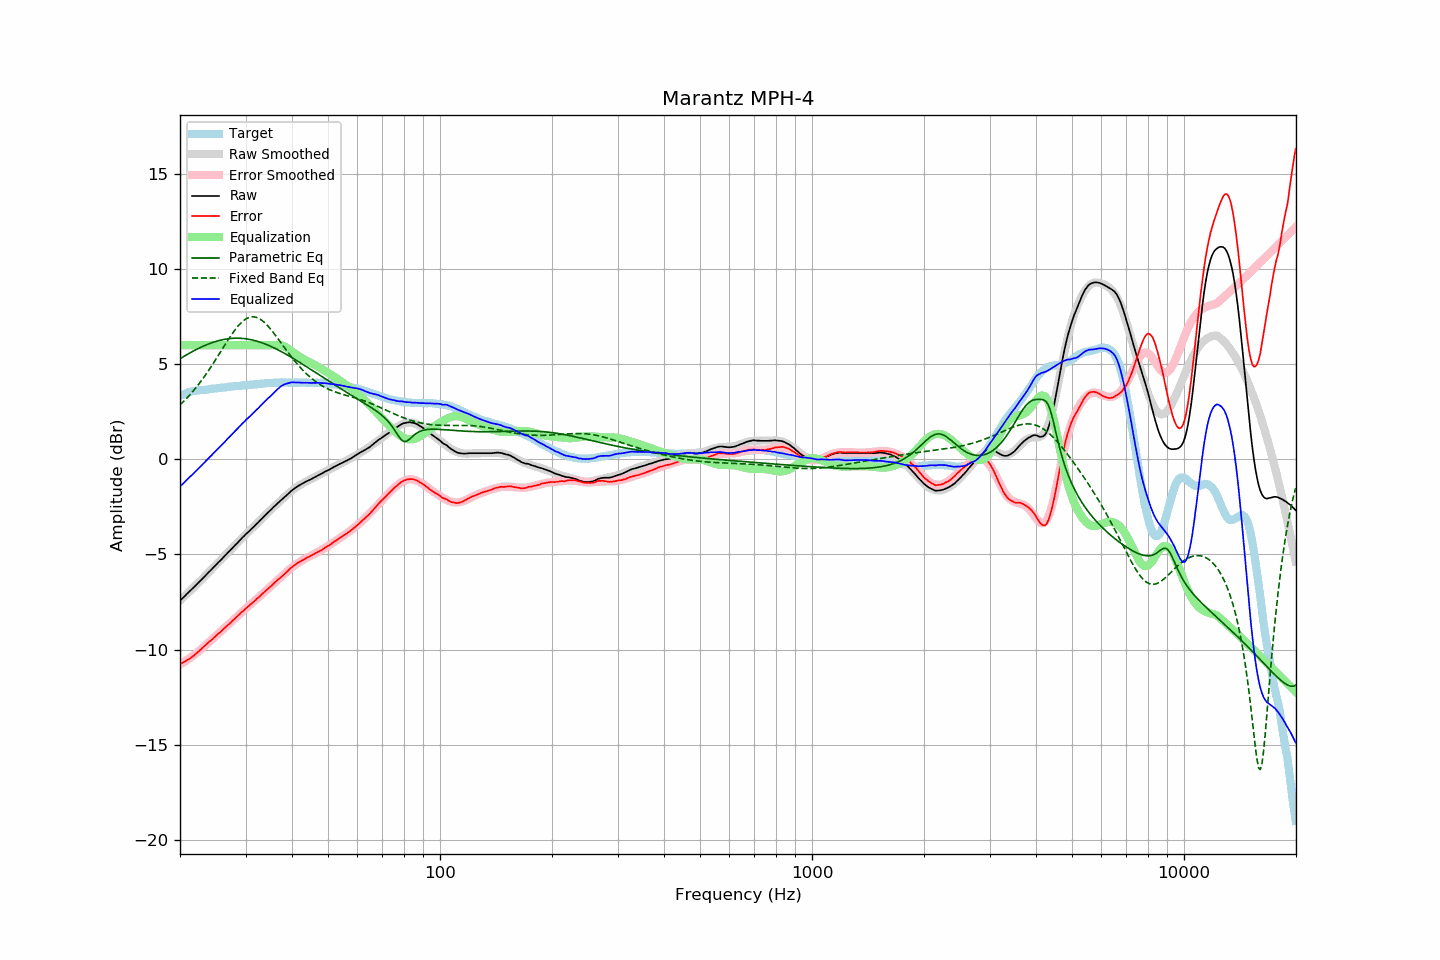 Marantz MPH-4
Target
Raw Smoothed
Error Smoothed
Raw
Error
Equalization
Parametric Eq
Fixed Band Eq
Equalized
15
10
5
0
−5
−10
−15
−20
Amplitude (dBr)
100
1000
10000
Frequency (Hz)